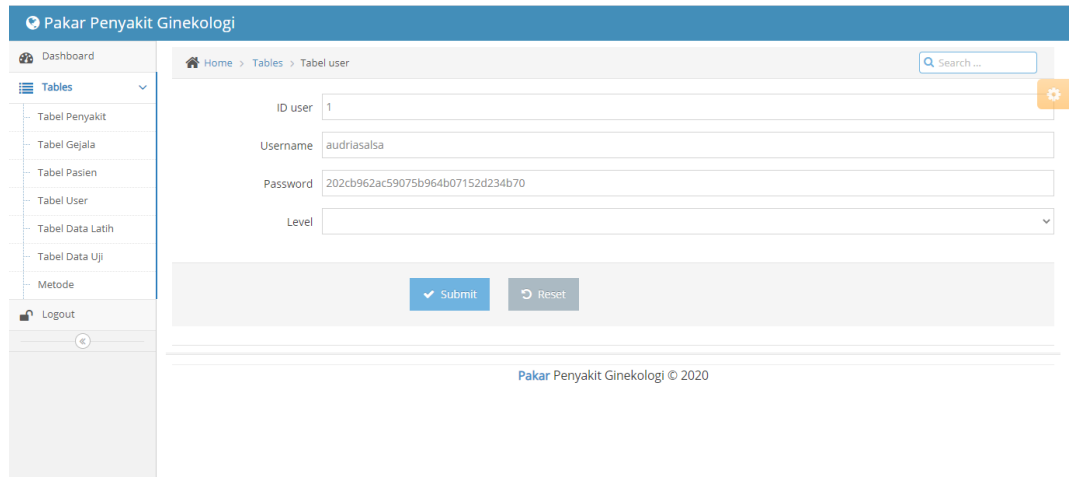 Pakar Penyakit Ginekologi
Dashboard
Tables
Tabel Penyakit
Tabel Gejala
Tabel Pasien
Tabel User
Tabel Data Latih
Tabel Data Uji
Metode
Logout
Home > Tables > Tabel user
Search ...
ID user 1
Username audriasalsa
Password 202cb962ac59075b964b07152d234b70
Level
Submit Reset
Pakar Penyakit Ginekologi © 2020